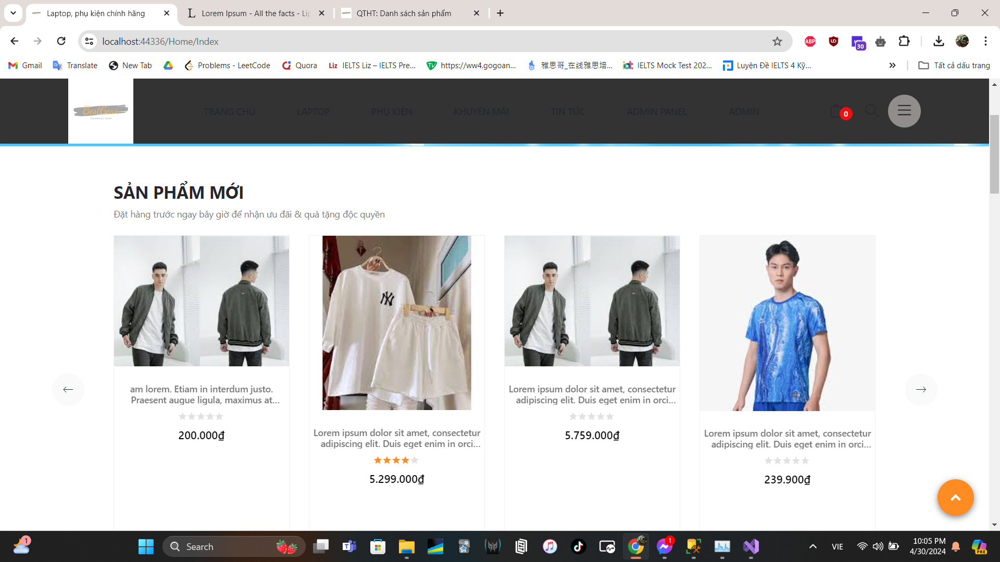 Laptop, phụ kiện chính hãng
Lorem Ipsum - All the facts - Lip
QTHT: Danh sách sản phẩm
localhost:44336/Home/Index
ABP
30
Gmail
Translate
New Tab
Problems - LeetCode
Quora
Liz IELTS Liz – IELTS Pre...
https://ww4.gogoan...
雅思哥_在线雅思培...
IELTS Mock Test 202...
Luyện Đề IELTS 4 Kỹ...
Tất cả dấu trang
BestGear
TECHNICAL SHOP
TRANG CHỦ
LAPTOP
PHỤ KIỆN
KHUYẾN MÃI
TIN TỨC
ADMIN PANEL
ADMIN
0
SẢN PHẨM MỚI
Đặt hàng trước ngay bây giờ để nhận ưu đãi & quà tặng độc quyền
NY
am lorem. Etiam in interdum justo.
Praesent augue ligula, maximus at...
200.000₫
Lorem ipsum dolor sit amet, consectetur
adipiscing elit. Duis eget enim in orci...
5.299.000₫
Lorem ipsum dolor sit amet, consectetur
adipiscing elit. Duis eget enim in orci...
5.759.000₫
Lorem ipsum dolor sit amet, consectetur
adipiscing elit. Duis eget enim in orci...
239.900₫
1
Search
1
VIE
10:05 PM
4/30/2024
PRE